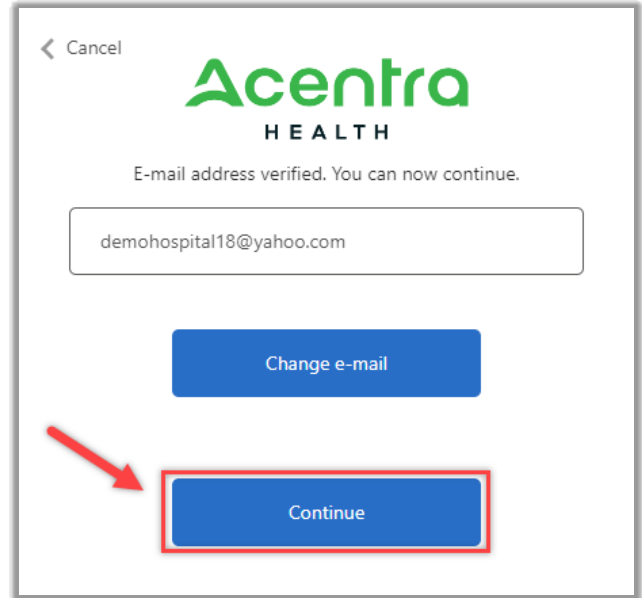 Cancel
Acentra
HEALTH
E-mail address verified. You can now continue.
demohospital18@yahoo.com
Change e-mail
Continue